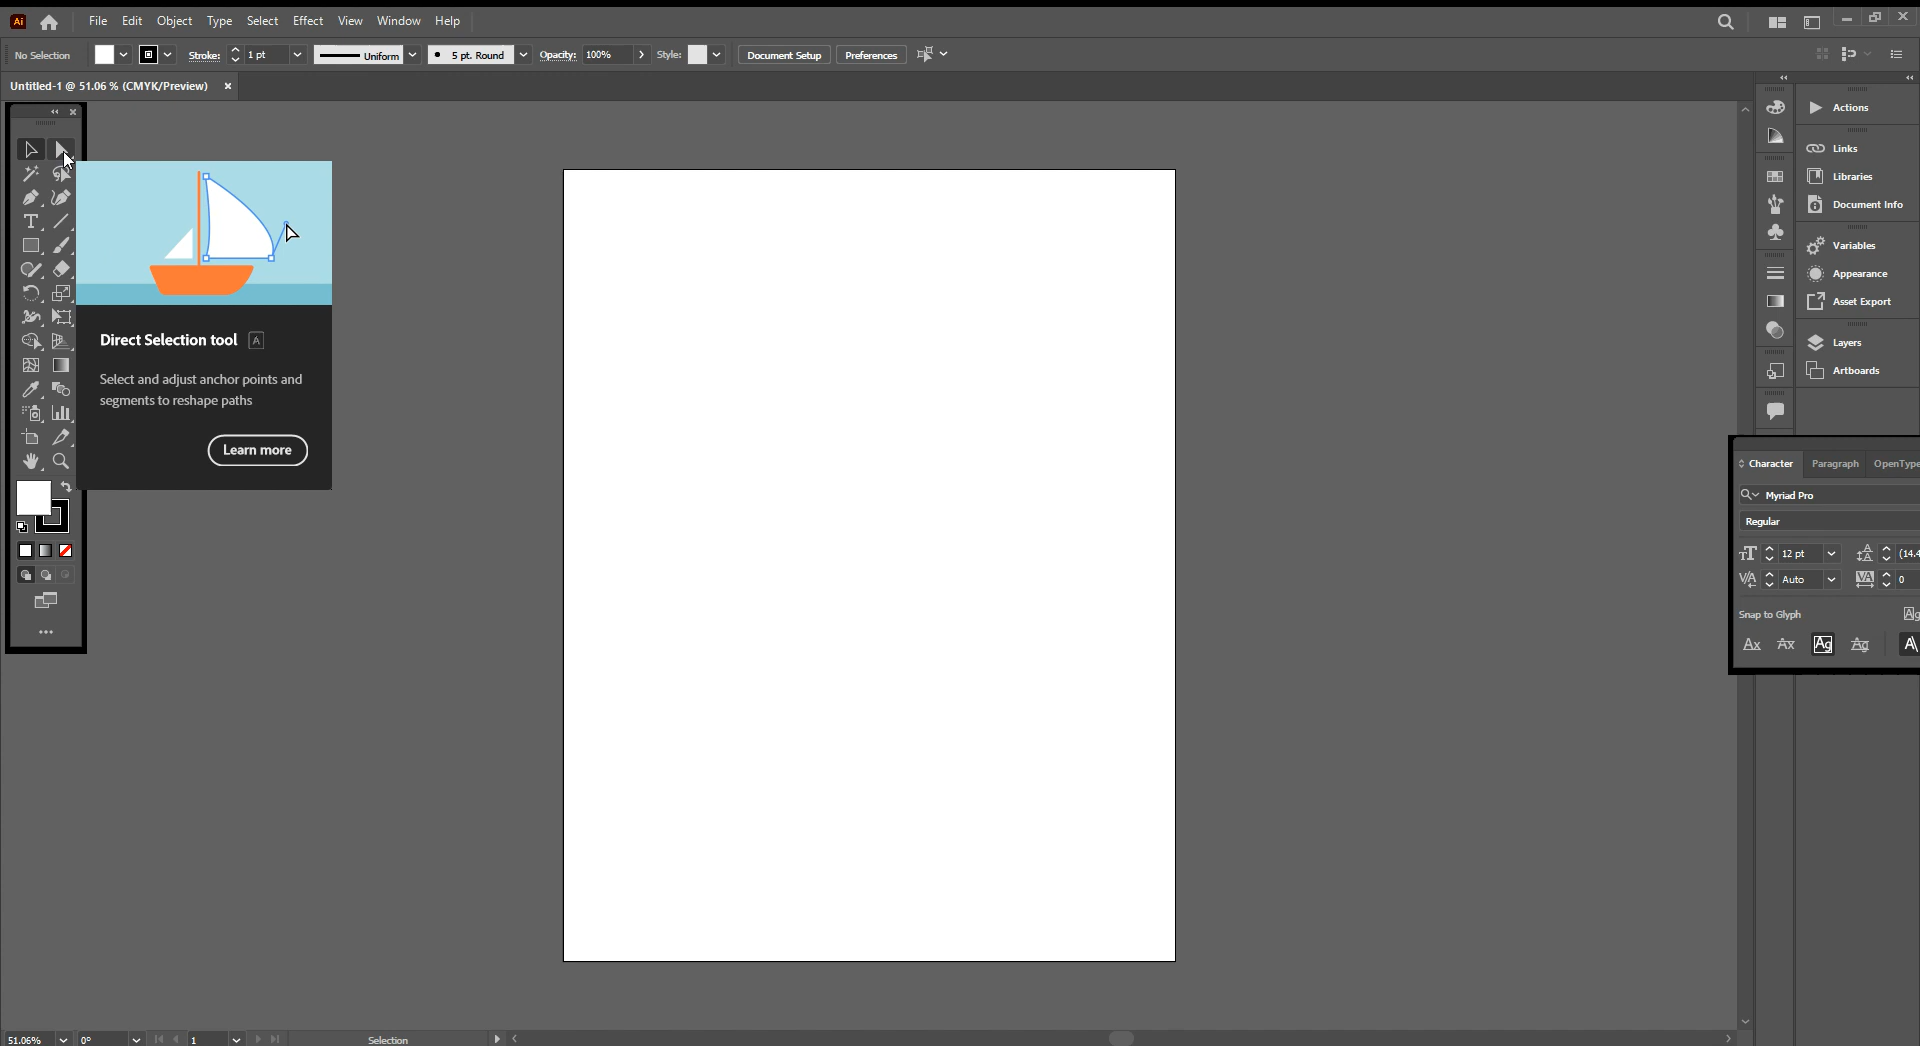 Ai File Edit Object Type Select Effect View Window Help
No Selection Stroke: 1 pt Uniform 5 pt. Round Opacity: 100% Style: Document Setup Preferences
Untitled-1 @ 51.06 % (CMYK/Preview)
Actions
Links
Libraries
Document Info
Variables
Appearance
Asset Export
Layers
Artboards
Direct Selection tool A
Select and adjust anchor points and
segments to reshape paths
Learn more
Character Paragraph OpenType
Myriad Pro
Regular
12 pt (14.4
Auto 0
Snap to Glyph
51.06% 0° 1 Selection